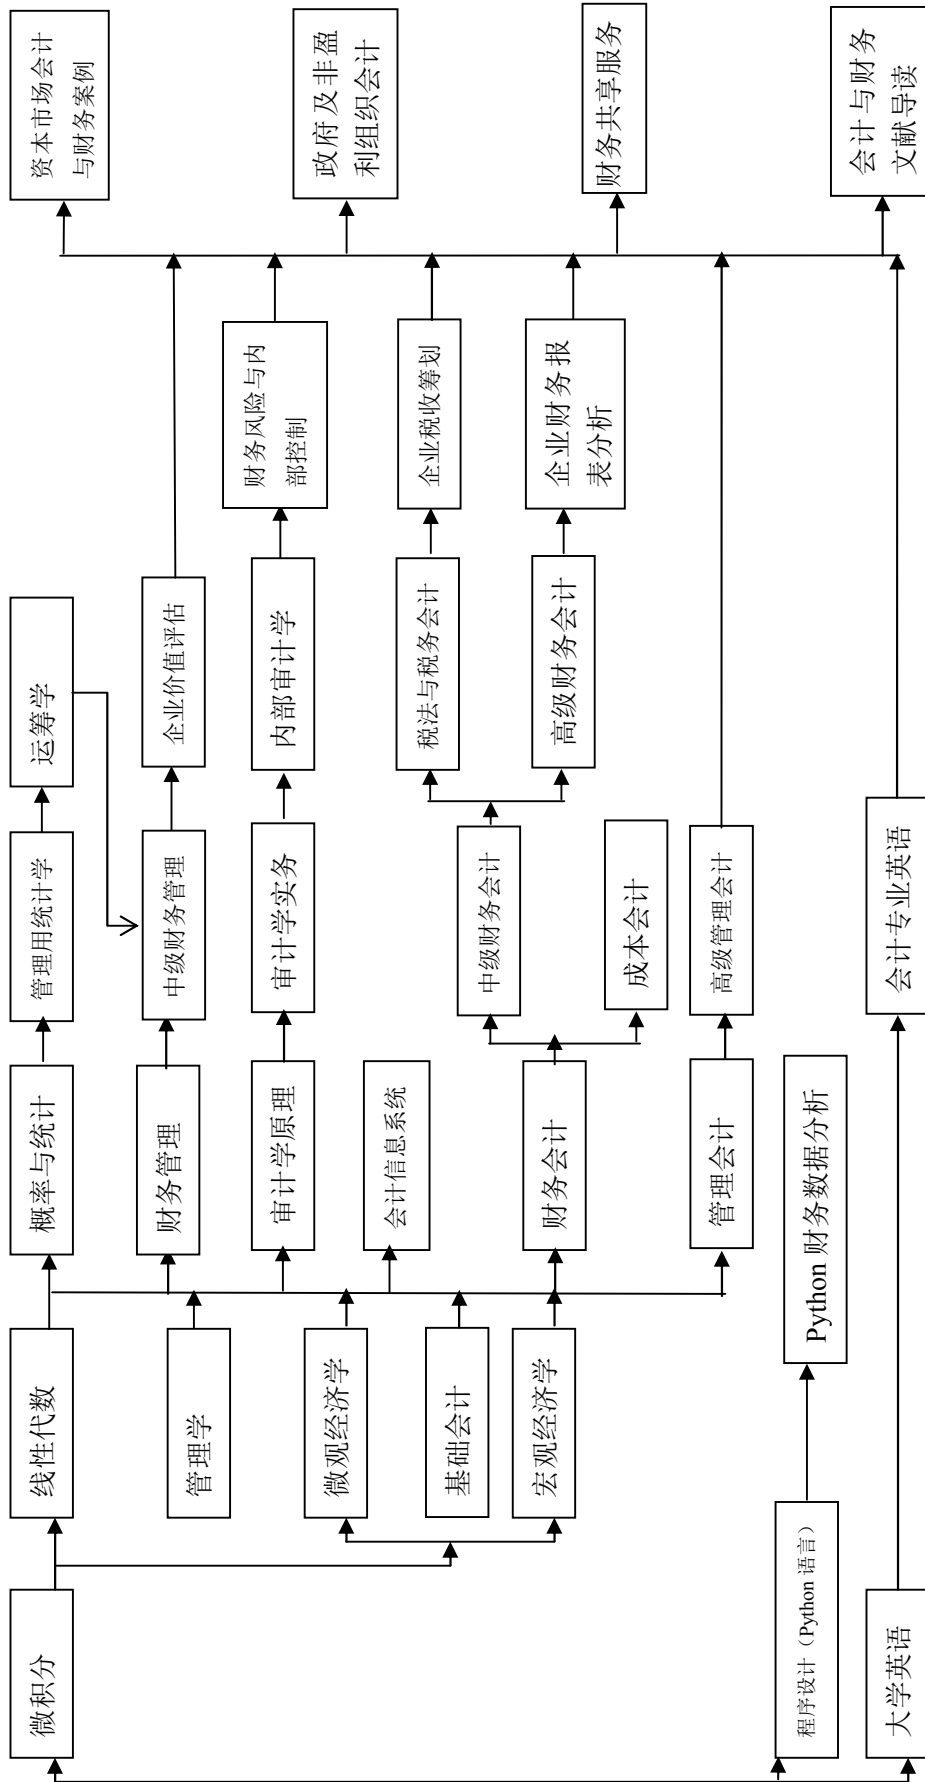 微积分
程序设计（Python 语言）
大学英语
线性代数
管理学
微观经济学
基础会计
宏观经济学
Python 财务数据分析
概率与统计
财务管理
审计学原理
会计信息系统
财务会计
管理会计
管理用统计学
中级财务管理
审计学实务
中级财务会计
成本会计
高级管理会计
会计专业英语
运筹学
企业价值评估
内部审计学
税法与税务会计
高级财务会计
财务风险与内
部控制
企业税收筹划
企业财务报
表分析
资本市场会计
与财务案例
政府及非盈
利组织会计
财务共享服务
会计与财务
文献导读